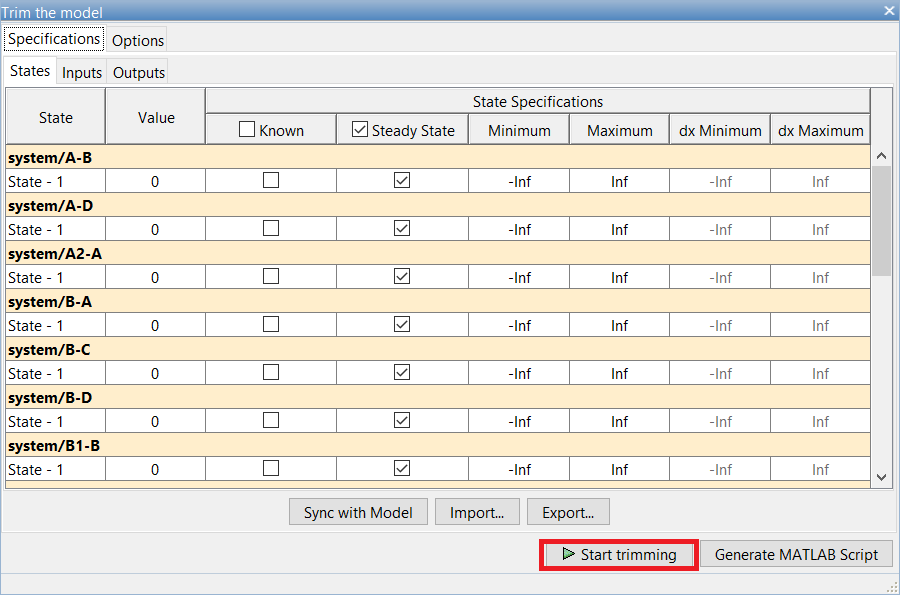 Trim the model
Specifications Options
States Inputs Outputs
State Specifications
State Value Known Steady State Minimum Maximum dx Minimum dx Maximum
system/A-B
State - 1 0 -Inf Inf -Inf Inf
system/A-D
State - 1 0 -Inf Inf -Inf Inf
system/A2-A
State - 1 0 -Inf Inf -Inf Inf
system/B-A
State - 1 0 -Inf Inf -Inf Inf
system/B-C
State - 1 0 -Inf Inf -Inf Inf
system/B-D
State - 1 0 -Inf Inf -Inf Inf
system/B1-B
State - 1 0 -Inf Inf -Inf Inf
Sync with Model Import... Export...
Start trimming Generate MATLAB Script